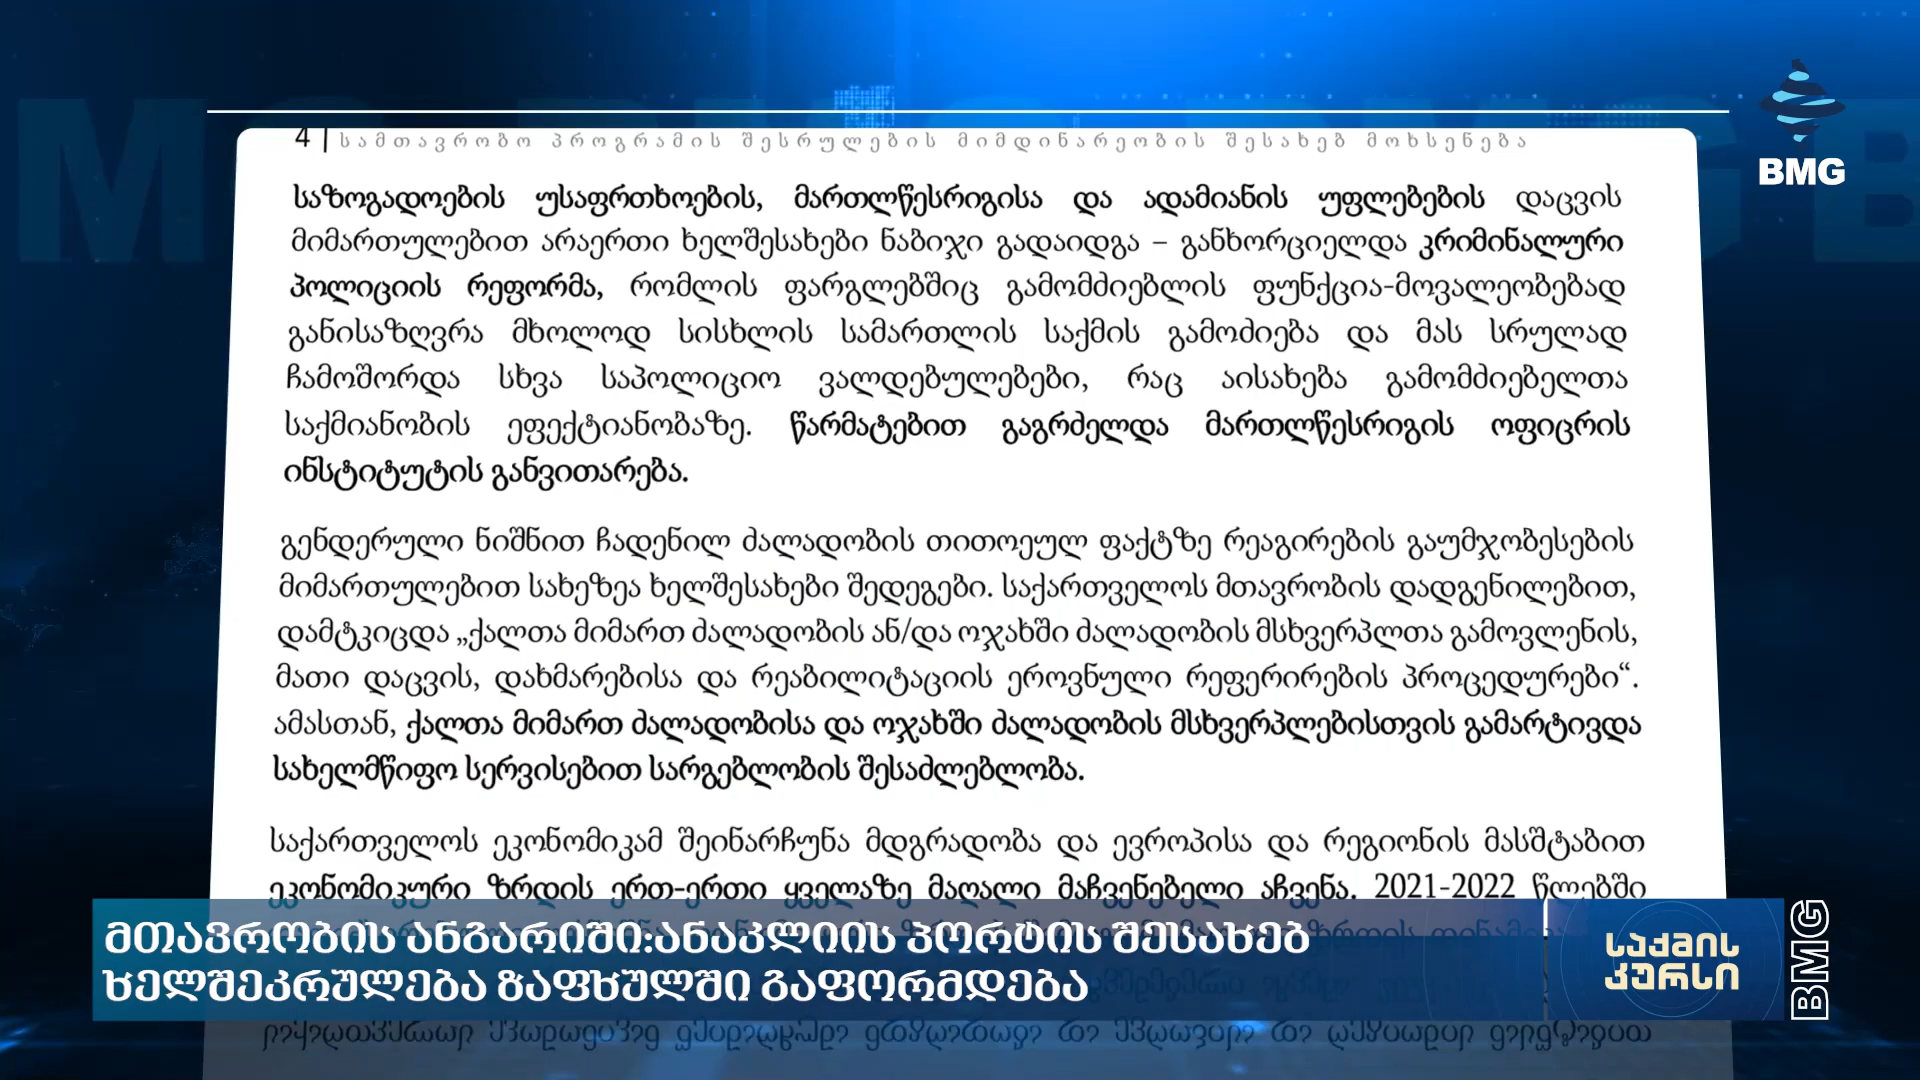 4 | სამთავრობო პროგრამის შესრულების მიმდინარეობის შესახებ მოხსენება
BMG
საზოგადოების უსაფრთხოების, მართლწესრიგისა და ადამიანის უფლებების დაცვის
მიმართულებით არაერთი ხელშესახები ნაბიჯი გადაიდგა – განხორციელდა კრიმინალური
პოლიციის რეფორმა, რომლის ფარგლებშიც გამომძიებლის ფუნქცია-მოვალეობებად
განისაზღვრა მხოლოდ სისხლის სამართლის საქმის გამოძიება და მას სრულად
ჩამოშორდა სხვა საპოლიციო ვალდებულებები, რაც აისახება გამომძიებელთა
საქმიანობის ეფექტიანობაზე. წარმატებით გაგრძელდა მართლწესრიგის ოფიცრის
ინსტიტუტის განვითარება.
გენდერული ნიშნით ჩადენილ ძალადობის თითოეულ ფაქტზე რეაგირების გაუმჯობესების
მიმართულებით სახეზეა ხელშესახები შედეგები. საქართველოს მთავრობის დადგენილებით,
დამტკიცდა „ქალთა მიმართ ძალადობის ან/და ოჯახში ძალადობის მსხვერპლთა გამოვლენის,
მათი დაცვის, დახმარებისა და რეაბილიტაციის ეროვნული რეფერირების პროცედურები“.
ამასთან, ქალთა მიმართ ძალადობისა და ოჯახში ძალადობის მსხვერპლებისთვის გამარტივდა
სახელმწიფო სერვისებით სარგებლობის შესაძლებლობა.
საქართველოს ეკონომიკამ შეინარჩუნა მდგრადობა და ევროპისა და რეგიონის მასშტაბით
ეკონომიკური ზრდის ერთ-ერთი ყველაზე მაღალი მაჩვენებელი აჩვენა. 2021-2022 წლებში
მთავრობის ანგარიში:ანაკლიის პორტის შესახებ
ხელშეკრულება ზაფხულში გაფორმდება
საქმის
კურსი
BMG